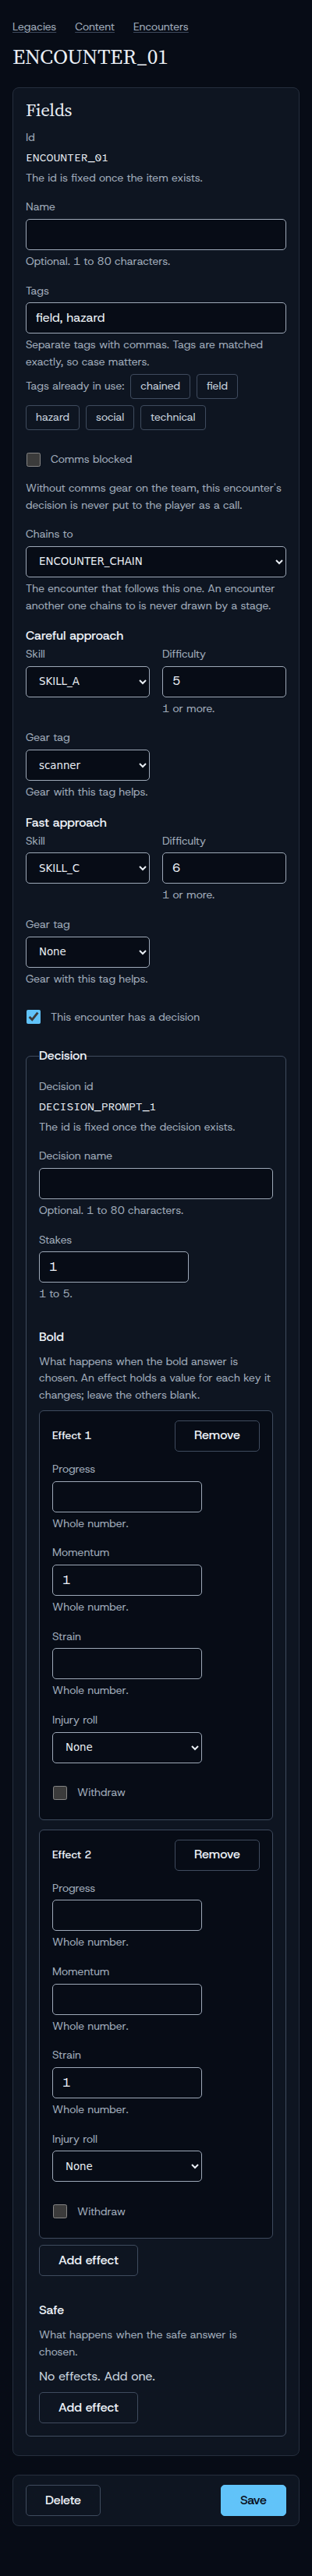 Legacies Content Encounters
ENCOUNTER_01
Fields
Id
ENCOUNTER_01
The id is fixed once the item exists.
Name
Optional. 1 to 80 characters.
Tags
field, hazard
Separate tags with commas. Tags are matched
exactly, so case matters.
Tags already in use: chained field
hazard social technical
Comms blocked
Without comms gear on the team, this encounter's
decision is never put to the player as a call.
Chains to
ENCOUNTER_CHAIN
The encounter that follows this one. An encounter
another one chains to is never drawn by a stage.
Careful approach
Skill Difficulty
SKILL_A 5
1 or more.
Gear tag
scanner
Gear with this tag helps.
Fast approach
Skill Difficulty
SKILL_C 6
1 or more.
Gear tag
None
Gear with this tag helps.
This encounter has a decision
Decision
Decision id
DECISION_PROMPT_1
The id is fixed once the decision exists.
Decision name
Optional. 1 to 80 characters.
Stakes
1
1 to 5.
Bold
What happens when the bold answer is
chosen. An effect holds a value for each key it
changes; leave the others blank.
Effect 1 Remove
Progress
Whole number.
Momentum
1
Whole number.
Strain
Whole number.
Injury roll
None
Withdraw
Effect 2 Remove
Progress
Whole number.
Momentum
Whole number.
Strain
1
Whole number.
Injury roll
None
Withdraw
Add effect
Safe
What happens when the safe answer is
chosen.
No effects. Add one.
Add effect
Delete Save